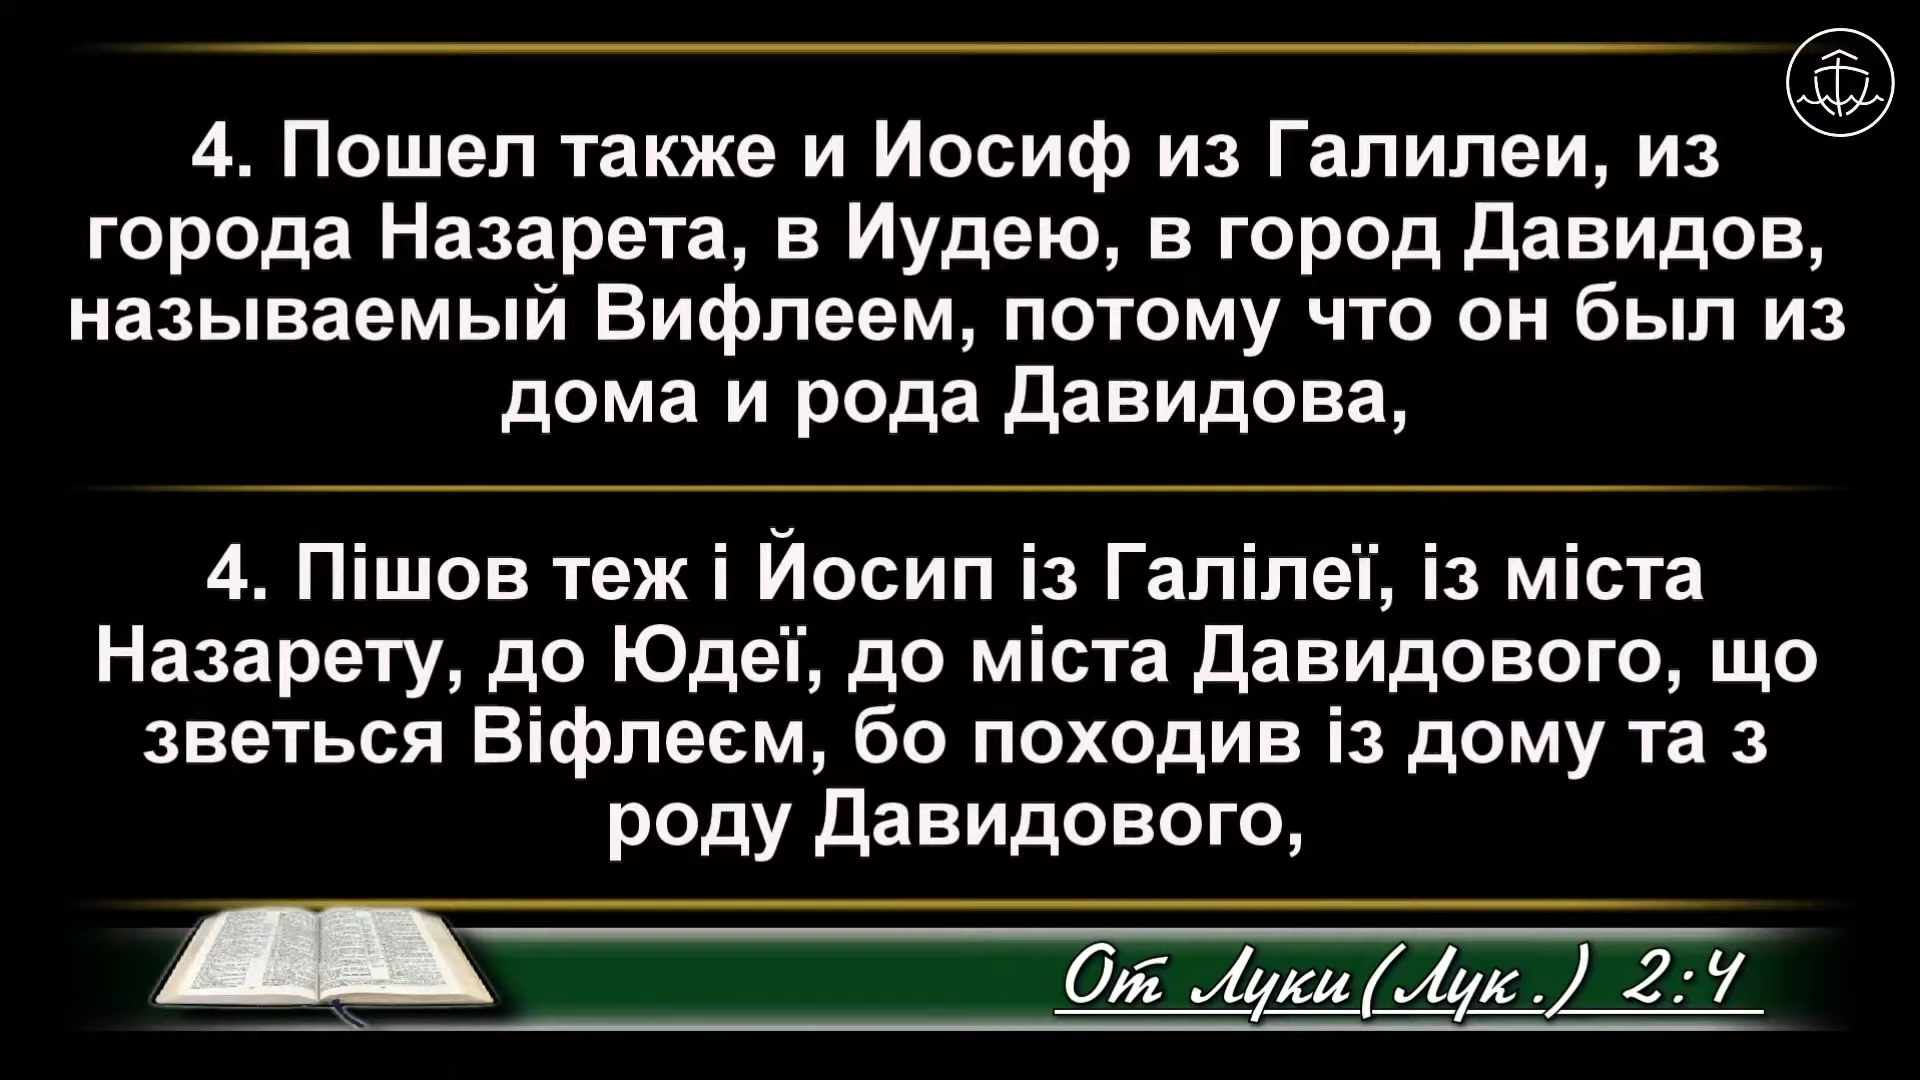 4. Пошел также и Иосиф из Галилеи, из
города Назарета, в Иудею, в город Давидов,
называемый Вифлеем, потому что он был из
дома и рода Давидова,
4. Пішов теж і Йосип із Галілеї, із міста
Назарету, до Юдеї, до міста Давидового, що
зветься Віфлеєм, бо походив із дому та з
роду Давидового,
От Луки(Лук.) 2:4